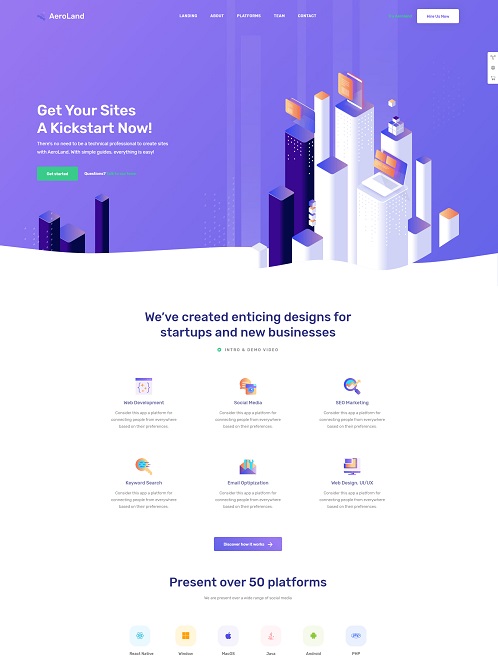 AeroLand
LANDING ABOUT PLATFORMS TEAM CONTACT
Hire Us Now
Get Your Sites
A Kickstart Now!
There's no need to be a technical professional to create sites
with AeroLand. With simple guides, everything is easy!
Get started
Questions?
We've created enticing designs for
startups and new businesses
INTRO & DEMO VIDEO
Web Development
Consider this app a platform for
connecting people from everywhere
based on their preferences.
Social Media
Consider this app a platform for
connecting people from everywhere
based on their preferences.
SEO Marketing
Consider this app a platform for
connecting people from everywhere
based on their preferences.
Keyword Search
Consider this app a platform for
connecting people from everywhere
based on their preferences.
Email Optipization
Consider this app a platform for
connecting people from everywhere
based on their preferences.
Web Design, UI/UX
Consider this app a platform for
connecting people from everywhere
based on their preferences.
Discover how it works
Present over 50 platforms
We are present over a wide range of social media
React Native Window MacOS Java Android PHP